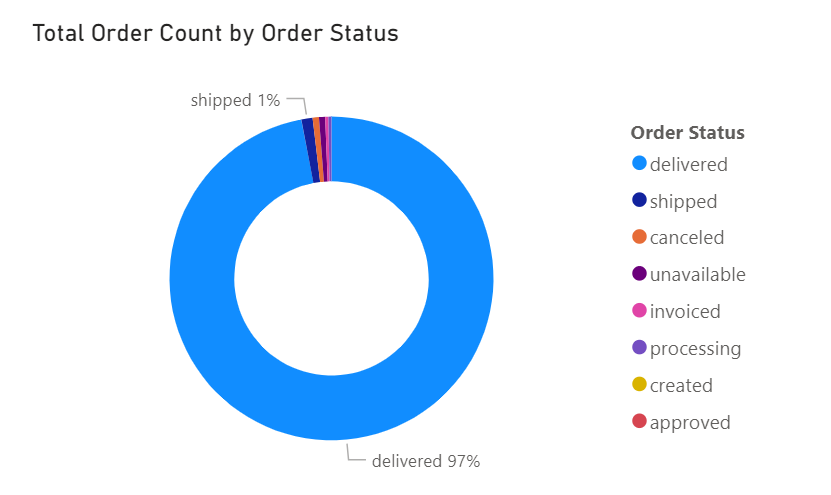 Total Order Count by Order Status
shipped 1%
delivered 97%
Order Status
delivered
shipped
canceled
unavailable
invoiced
processing
created
approved